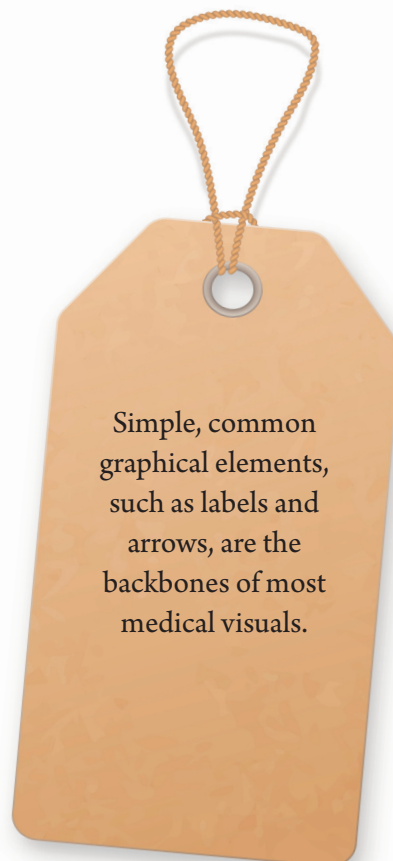 Simple, common
graphical elements,
such as labels and
arrows, are the
backbones of most
medical visuals.